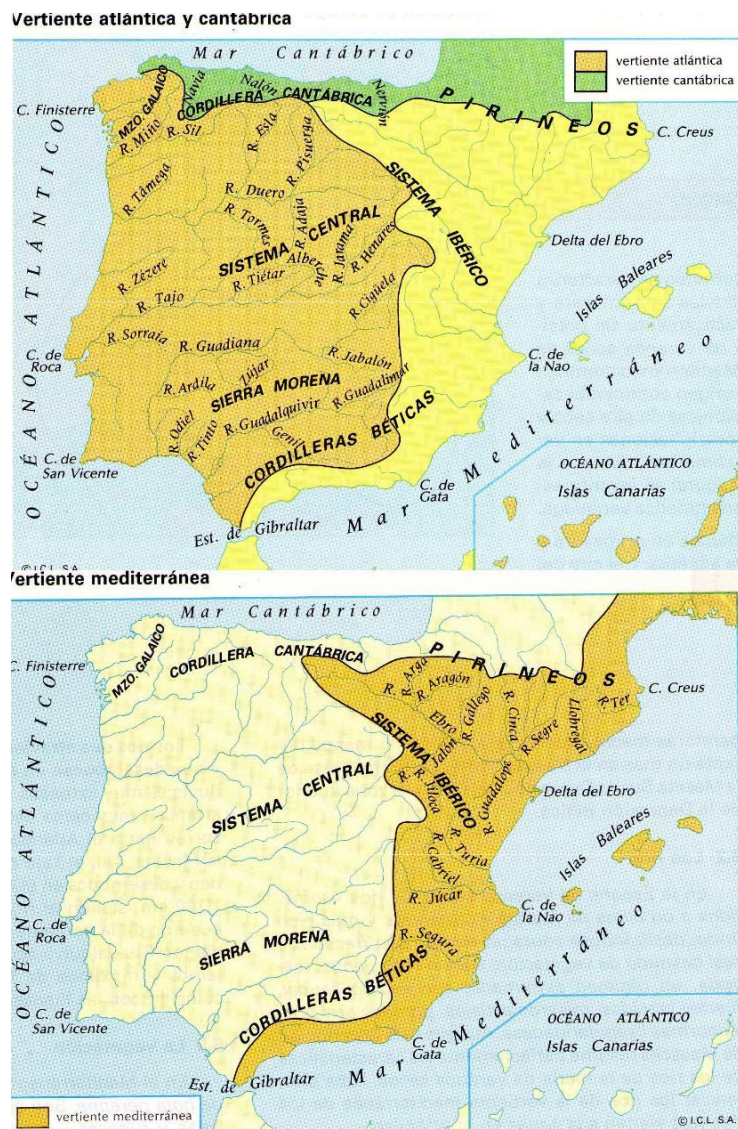 Vertiente atlántica y cantábrica
Mar Cantábrico
vertiente atlántica
vertiente cantábrica
C. Finisterre
MZO. GALAICO
Navia
Nalón
Nervión
CORDILLERA CANTÁBRICA
PIRINEOS
C. Creus
R. Miño
R. Sil
R. Esla
R. Pisuerga
R. Támega
R. Duero
R. Tormes
R. Adaja
SISTEMA CENTRAL
SISTEMA IBÉRICO
Alberche
R. Jarama
R. Henares
R. Tiétar
Delta del Ebro
Islas Baleares
R. Zézere
R. Tajo
R. Cigüela
OCÉANO ATLÁNTICO
R. Sorraia
C. de
Roca
R. Guadiana
R. Jabalón
C. de
la Nao
R. Ardila
Zújar
SIERRA MORENA
R. Guadalimar
R. Odiel
R. Tinto
R. Guadalquivir
Genil
CORDILLERAS BÉTICAS
C. de
San Vicente
C. de
Gata
Mar Mediterráneo
Est. de Gibraltar
OCÉANO ATLÁNTICO
Islas Canarias
© I.C.L. S.A.
Vertiente mediterránea
Mar Cantábrico
C. Finisterre
MZO. GALAICO
CORDILLERA CANTÁBRICA
PIRINEOS
C. Creus
R. Arga
R. Aragón
R. Gállego
R. Cinca
R. Segre
Llobregat
R. Ter
Ebro
R. Jalón
R. Jiloca
R. Guadalope
SISTEMA IBÉRICO
SISTEMA CENTRAL
Delta del Ebro
Islas Baleares
R. Turia
R. Cabriel
R. Júcar
OCÉANO ATLÁNTICO
C. de
Roca
C. de
la Nao
SIERRA MORENA
R. Segura
CORDILLERAS BÉTICAS
C. de
San Vicente
C. de
Gata
Mar Mediterráneo
Est. de Gibraltar
OCÉANO ATLÁNTICO
Islas Canarias
vertiente mediterránea
© I.C.L. S.A.